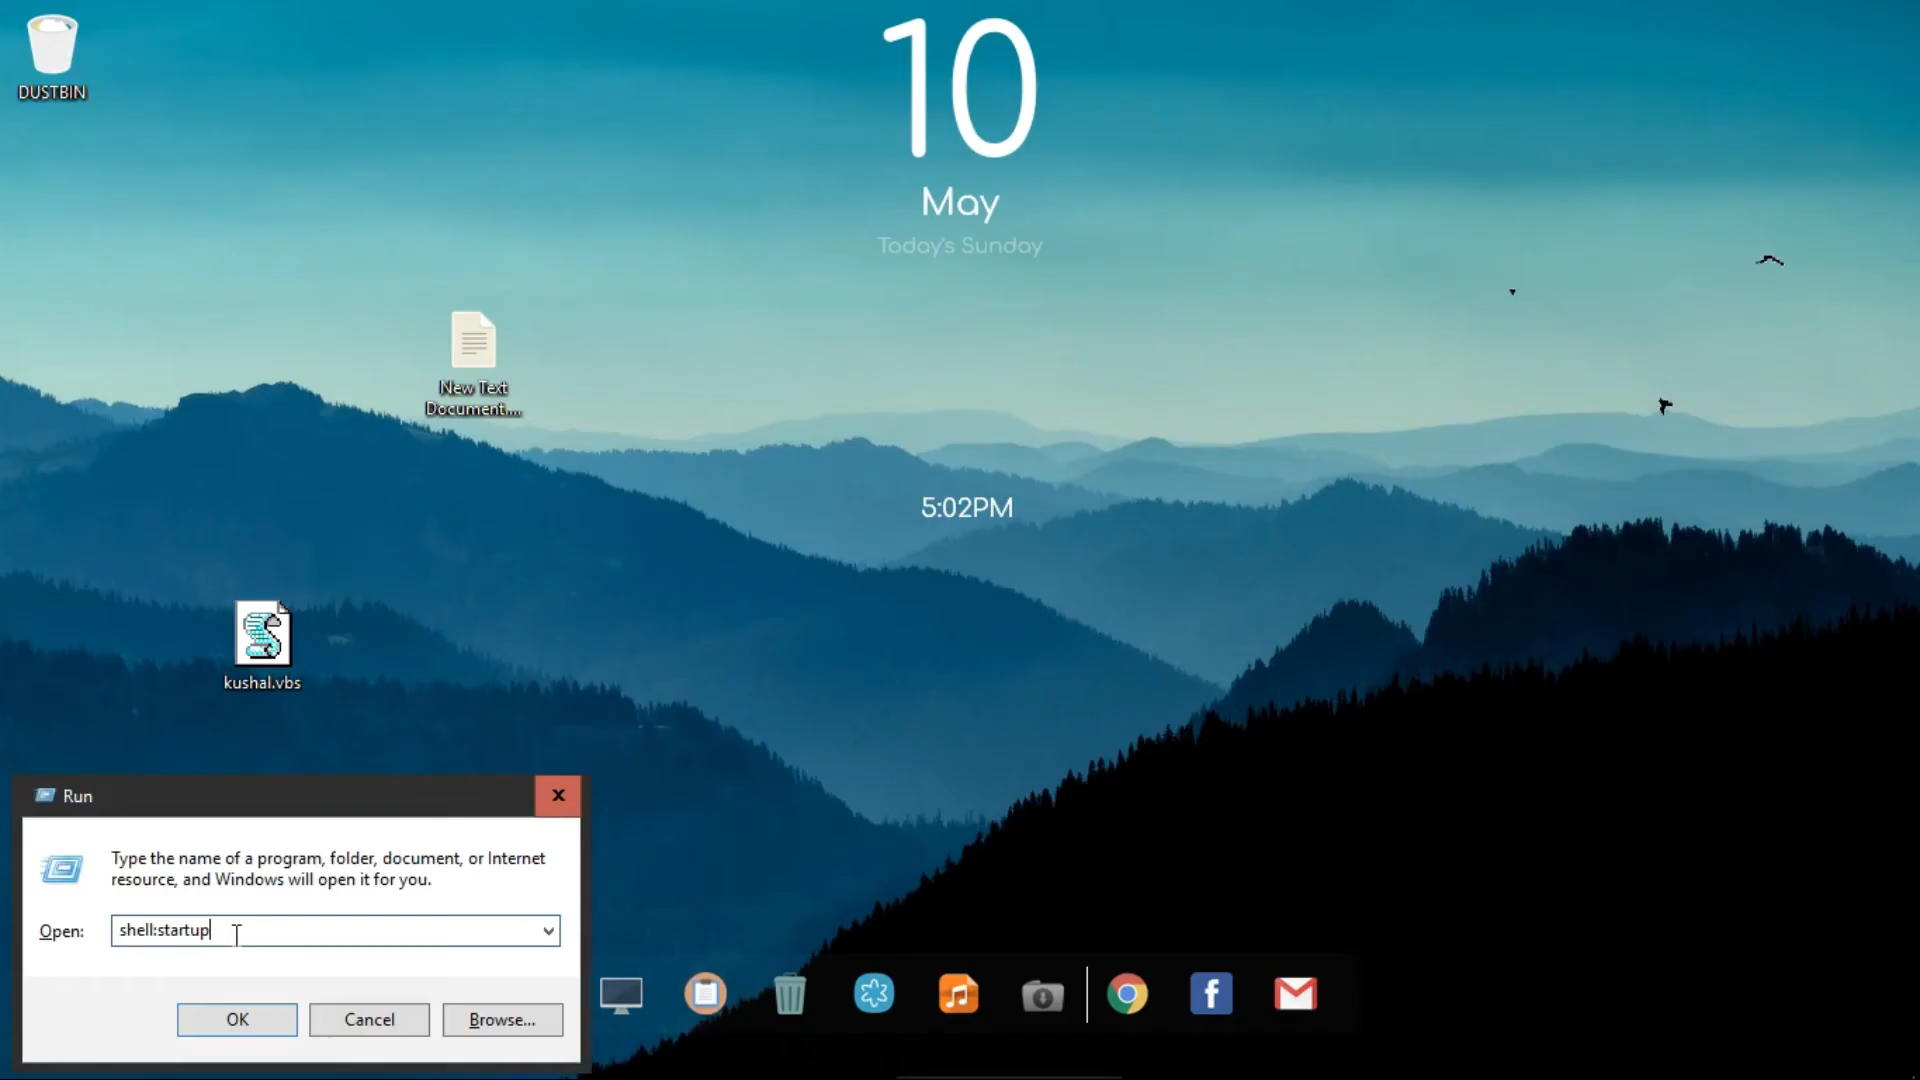 DUSTBIN
10
May
Today's Sunday
New Text
Document....
5:02PM
kushal.vbs
Run
x
Type the name of a program, folder, document, or Internet
resource, and Windows will open it for you.
Open: shell:startup
OK Cancel Browse...
f